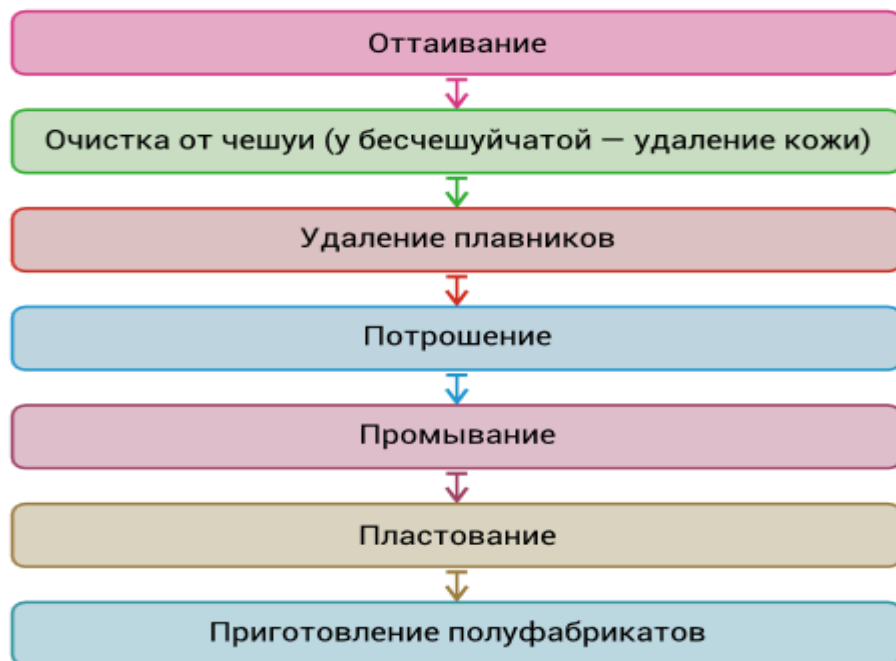 Оттаивание
Очистка от чешуи (у бесчешуйчатой — удаление кожи)
Удаление плавников
Потрошение
Промывание
Пластование
Приготовление полуфабрикатов